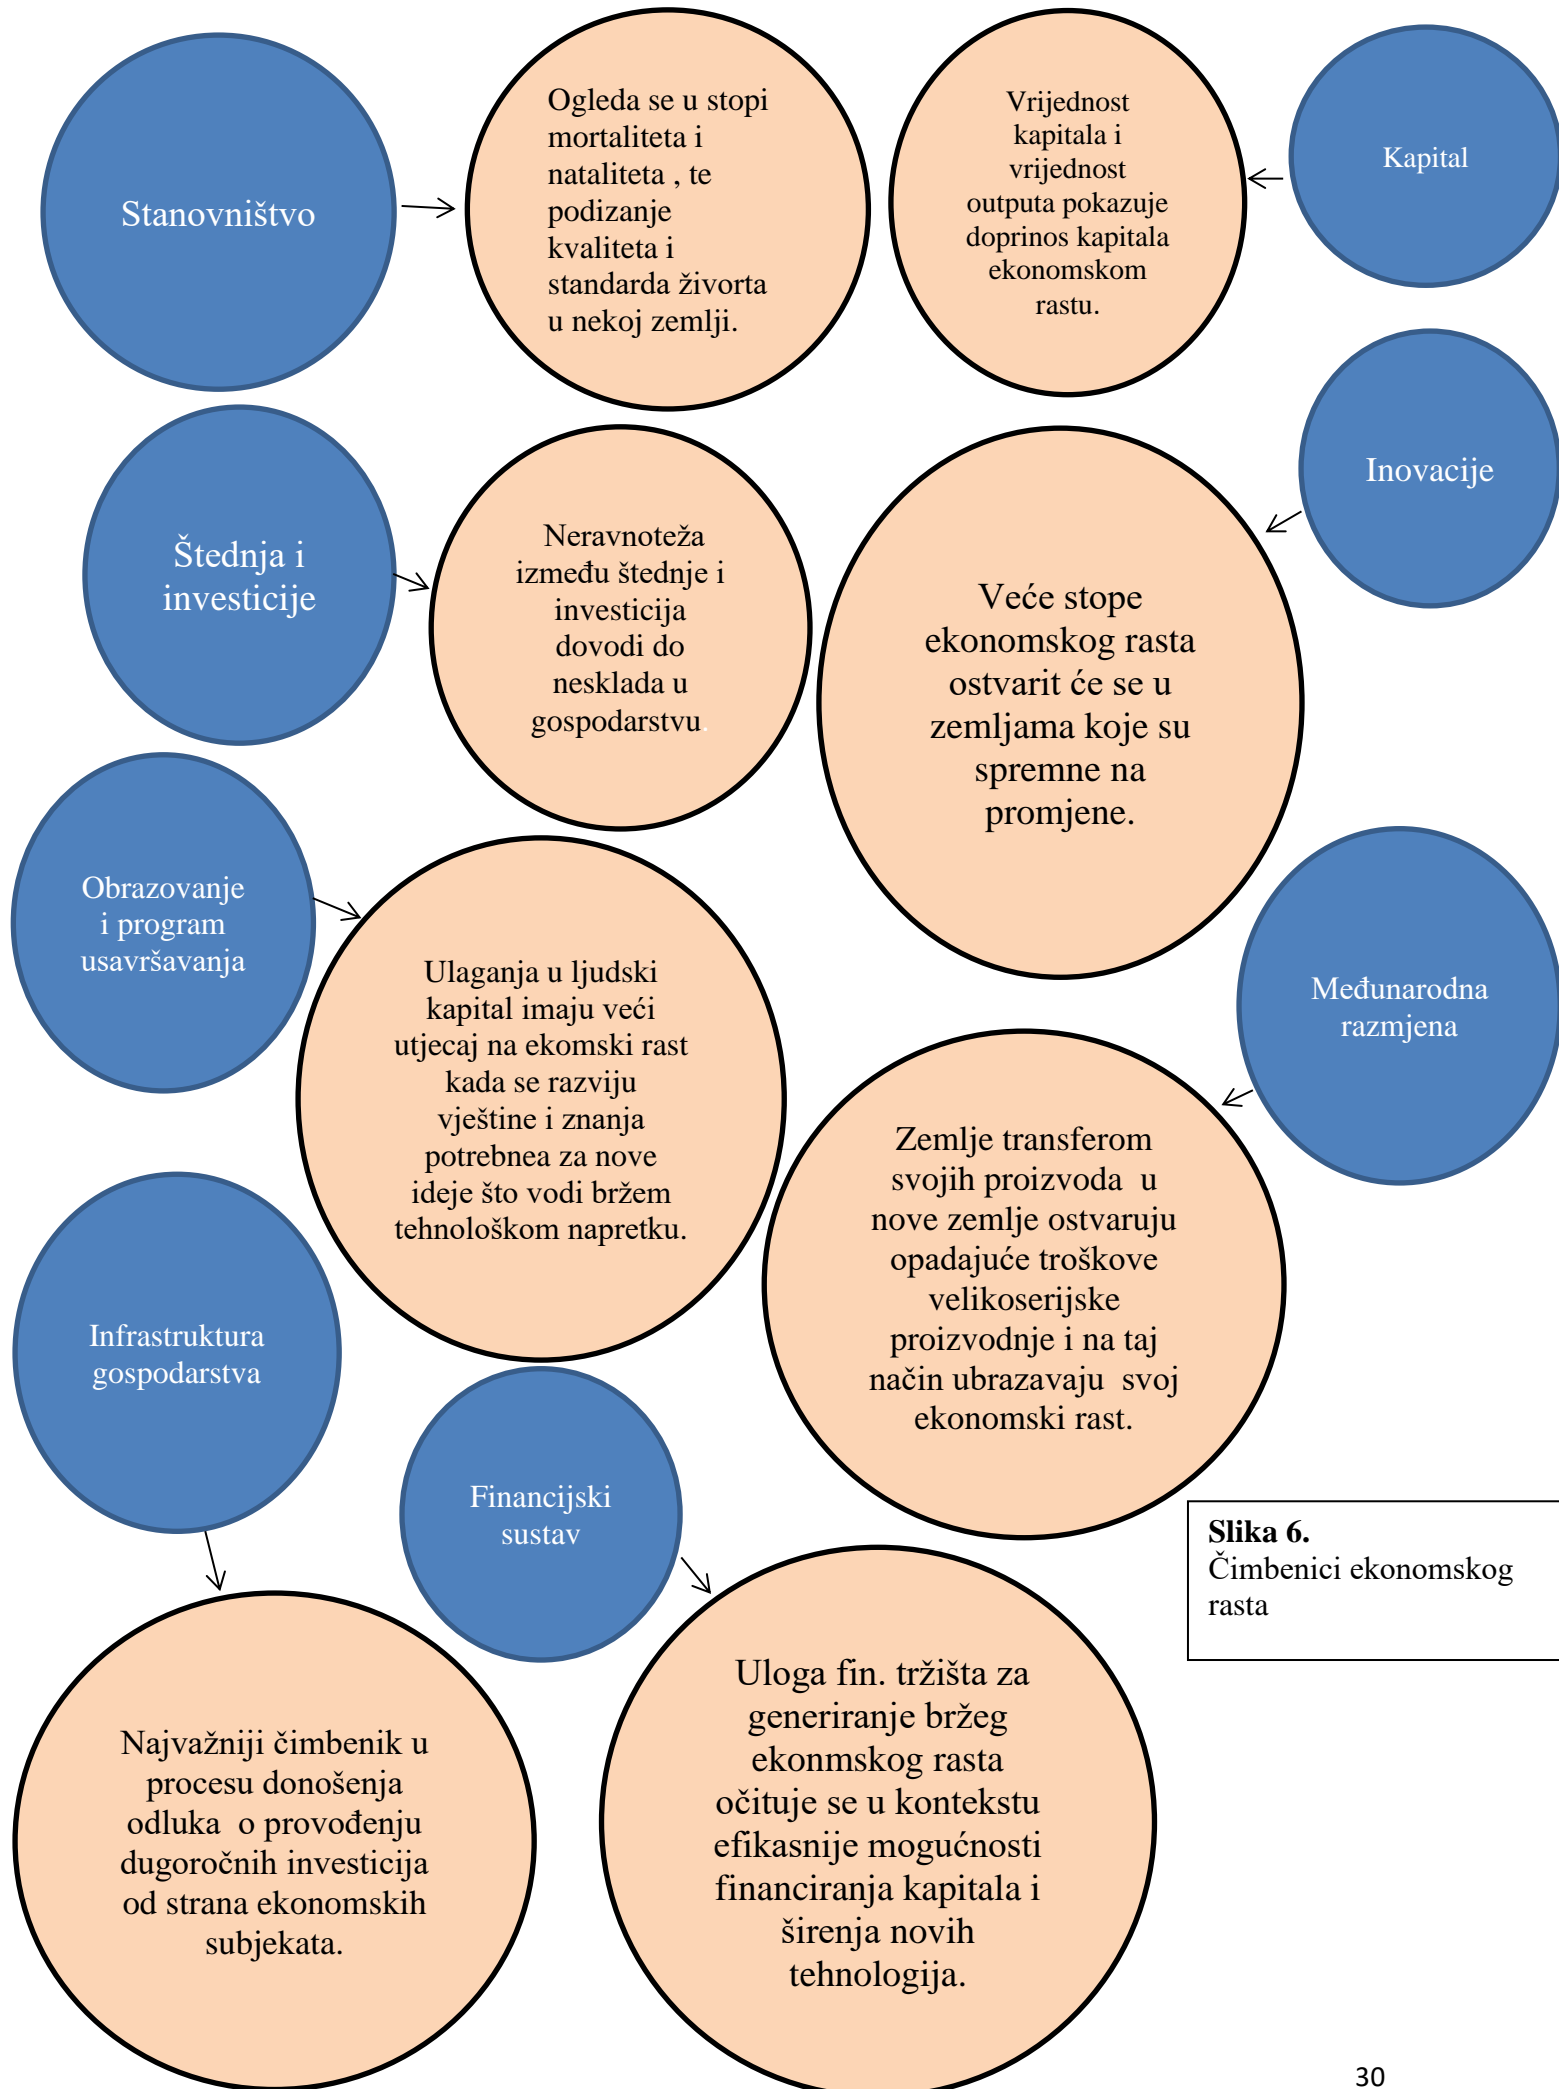 Stanovništvo
Ogleda se u stopi
mortaliteta i
nataliteta , te
podizanje
kvaliteta i
standarda živorta
u nekoj zemlji.
Vrijednost
kapitala i
vrijednost
outputa pokazuje
doprinos kapitala
ekonomskom
rastu.
Kapital
Štednja i
investicije
Neravnoteža
između štednje i
investicija
dovodi do
nesklada u
gospodarstvu.
Veće stope
ekonomskog rasta
ostvarit će se u
zemljama koje su
spremne na
promjene.
Inovacije
Obrazovanje
i program
usavršavanja
Ulaganja u ljudski
kapital imaju veći
utjecaj na ekomski rast
kada se razviju
vještine i znanja
potrebnea za nove
ideje što vodi bržem
tehnološkom napretku.
Međunarodna
razmjena
Zemlje transferom
svojih proizvoda  u
nove zemlje ostvaruju
opadajuće troškove
velikoserijske
proizvodnje i na taj
način ubrazavaju  svoj
ekonomski rast.
Infrastruktura
gospodarstva
Financijski
sustav
Slika 6.
Čimbenici ekonomskog
rasta
Najvažniji čimbenik u
procesu donošenja
odluka  o provođenju
dugoročnih investicija
od strana ekonomskih
subjekata.
Uloga fin. tržišta za
generiranje bržeg
ekonmskog rasta
očituje se u kontekstu
efikasnije mogućnosti
financiranja kapitala i
širenja novih
tehnologija.
30